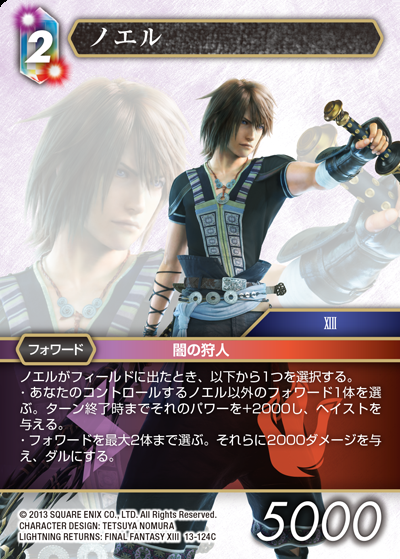 2
ノエル
XIII
フォワード
闇の狩人
ノエルがフィールドに出たとき、以下から1つを選択する。
・あなたのコントロールするノエル以外のフォワード1体を選
ぶ。ターン終了時までそれのパワーを+2000し、ヘイストを
与える。
・フォワードを最大2体まで選ぶ。それらに2000ダメージを与
え、ダルにする。
© 2013 SQUARE ENIX CO., LTD. All Rights Reserved.
CHARACTER DESIGN: TETSUYA NOMURA
LIGHTNING RETURNS: FINAL FANTASY XIII 13-124C
5000